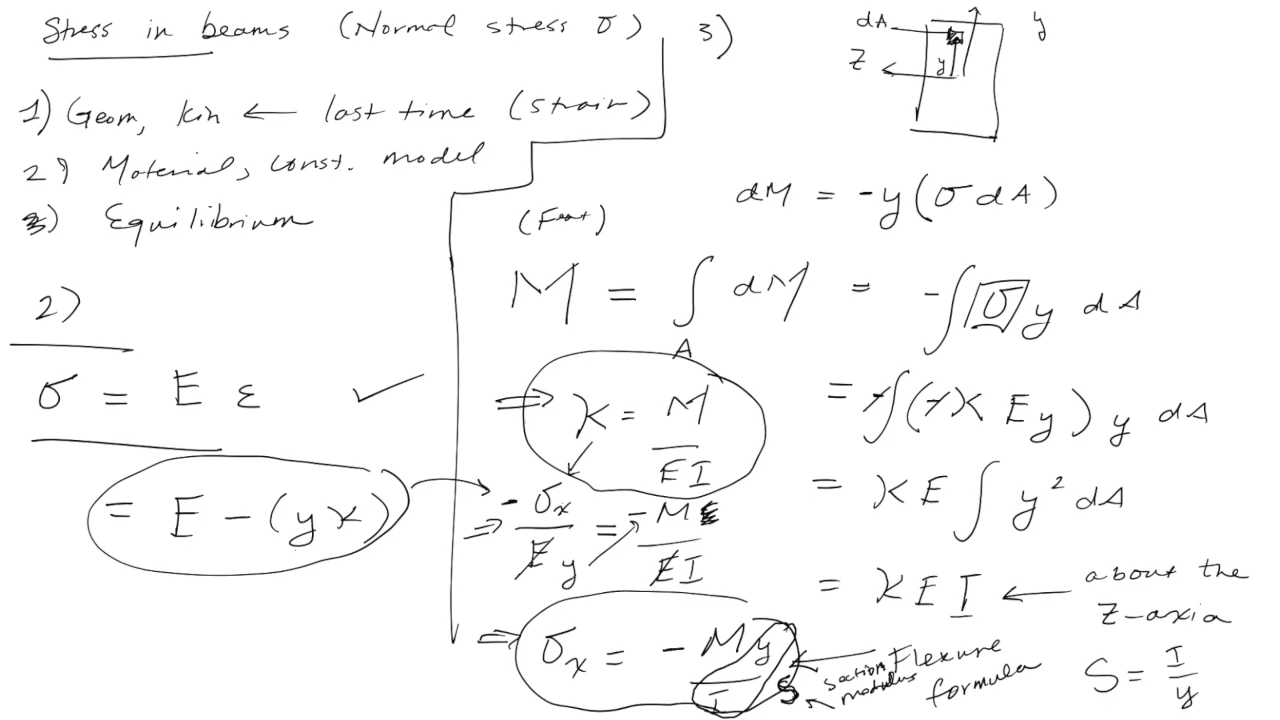 Stress in beams (Normal stress σ)
1) Geom, kin ← last time (strain)
2) Material, const. model
3) Equilibrium
2)
σ = E ε ✓
= E - (yκ)
3)
dA
y
Z
y
dM = -y(σ dA)
M = ∫ dM = -∫ σ y dA
A
= -∫(-κ E y) y dA
= κ E ∫ y² dA
= κ E I ← about the
Z-axis
⇒ κ = M / EI
⇒ -σx / Ey = -M / EI
⇒ σx = - My / I
Flexure
formula
section
modulus
S
S = I / y